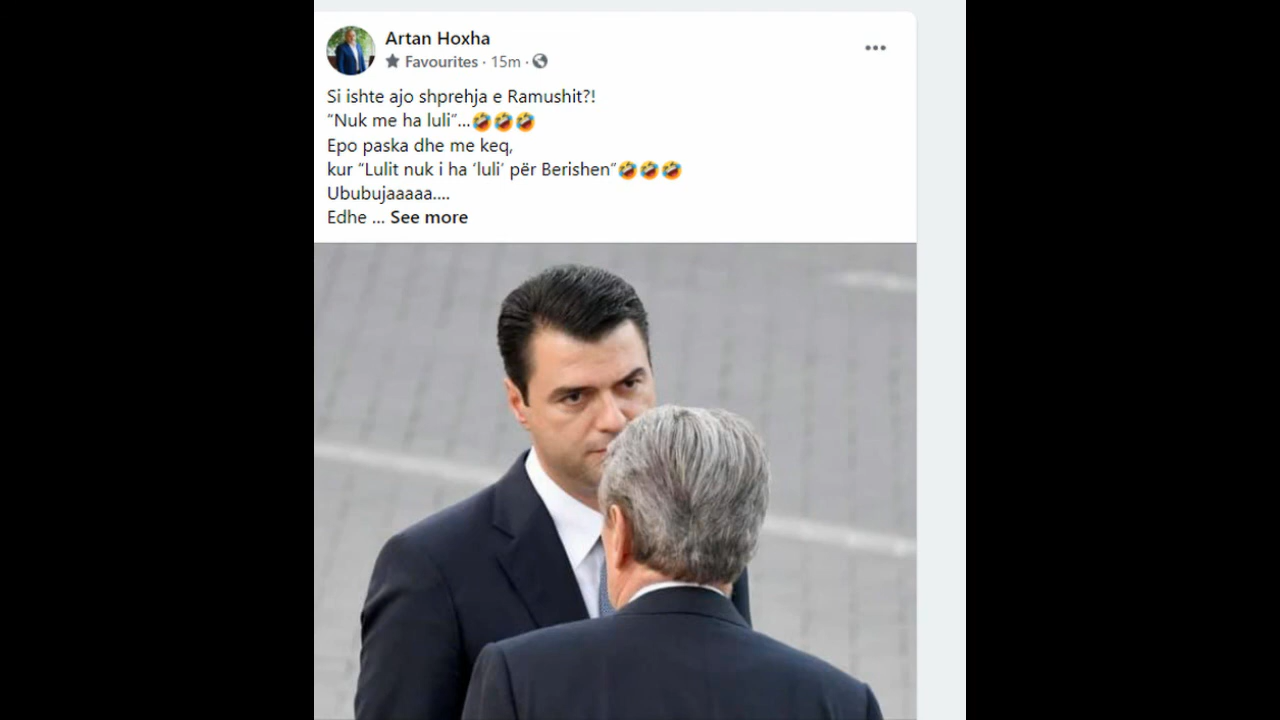 Artan Hoxha
Favourites · 15m ·
Si ishte ajo shprehja e Ramushit?!
“Nuk me ha luli”...🤣🤣🤣
Epo paska dhe me keq,
kur “Lulit nuk i ha ‘luli’ për Berishen”🤣🤣🤣
Ububujaaaaa....
Edhe ... See more